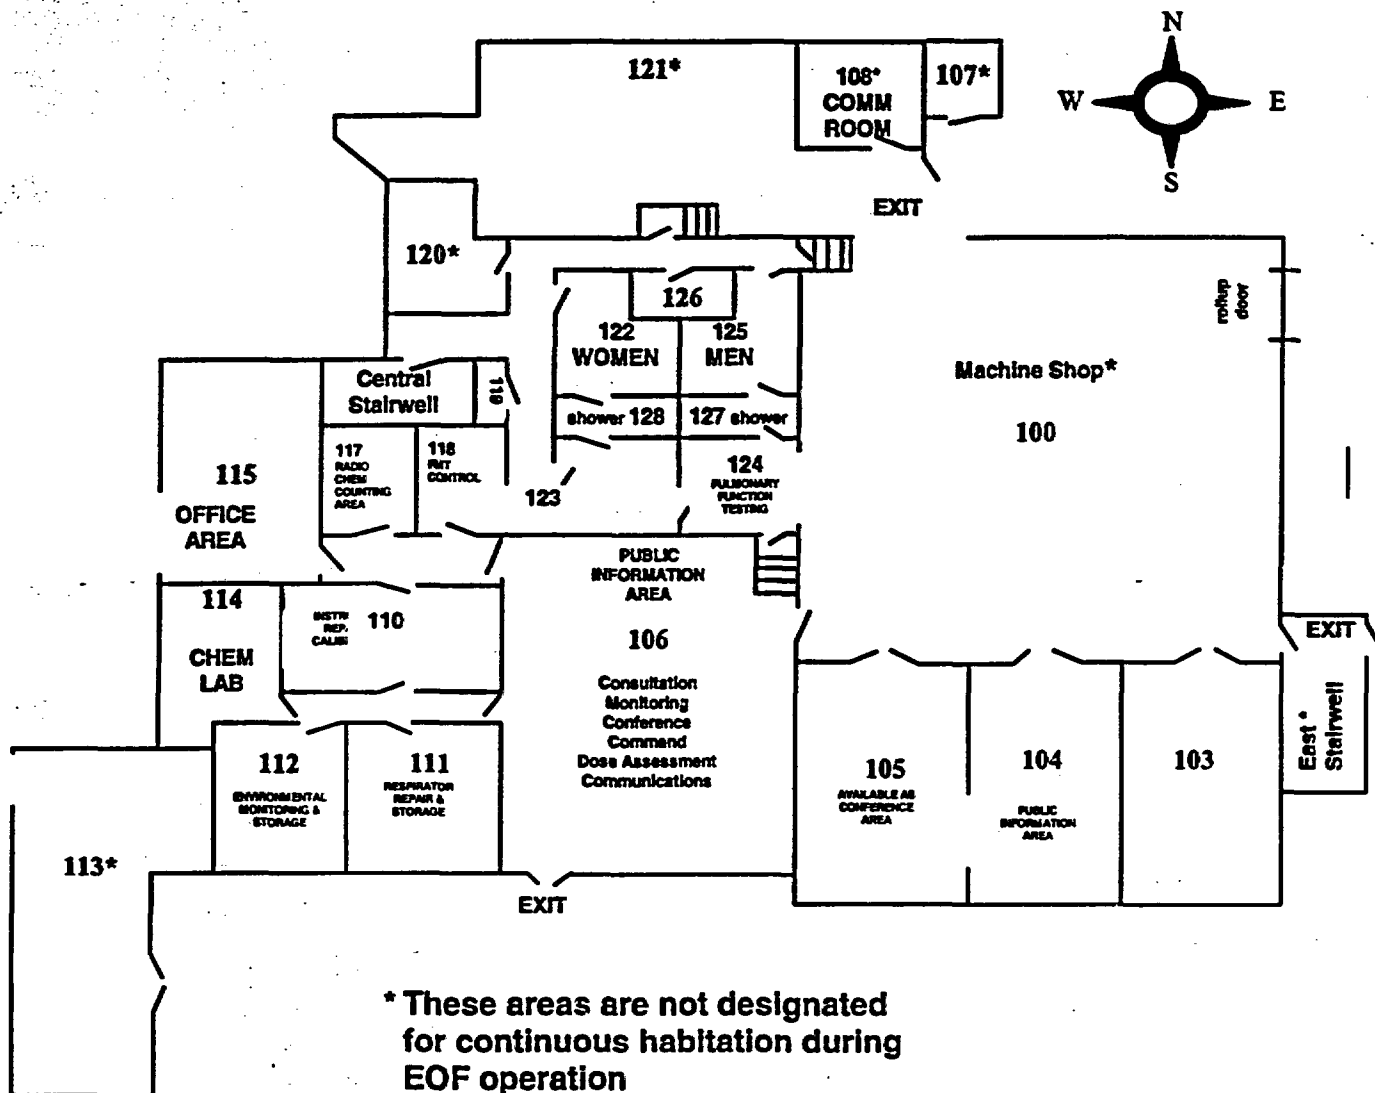 N
W
E
S
121*
108*
COMM
ROOM
107*
EXIT
120*
126
122
WOMEN
125
MEN
rollup
door
Central
Stairwell
119
Machine Shop*
100
shower 128
127 shower
115
OFFICE
AREA
117
RADIO
CHEM
COUNTING
AREA
118
CONTROL
123
124
PULMONARY
FUNCTION
TESTING
PUBLIC
INFORMATION
AREA
114
CHEM
LAB
110
106
Consultation
Monitoring
Conference
Command
Dose Assessment
Communications
EXIT
East *
Stairwell
112
ENVIRONMENTAL
MONITORING &
STORAGE
111
RESPIRATOR
REPAIR &
STORAGE
105
AVAILABLE AS
CONFERENCE
AREA
104
PUBLIC
INFORMATION
AREA
103
113*
EXIT
* These areas are not designated
for continuous habitation during
EOF operation